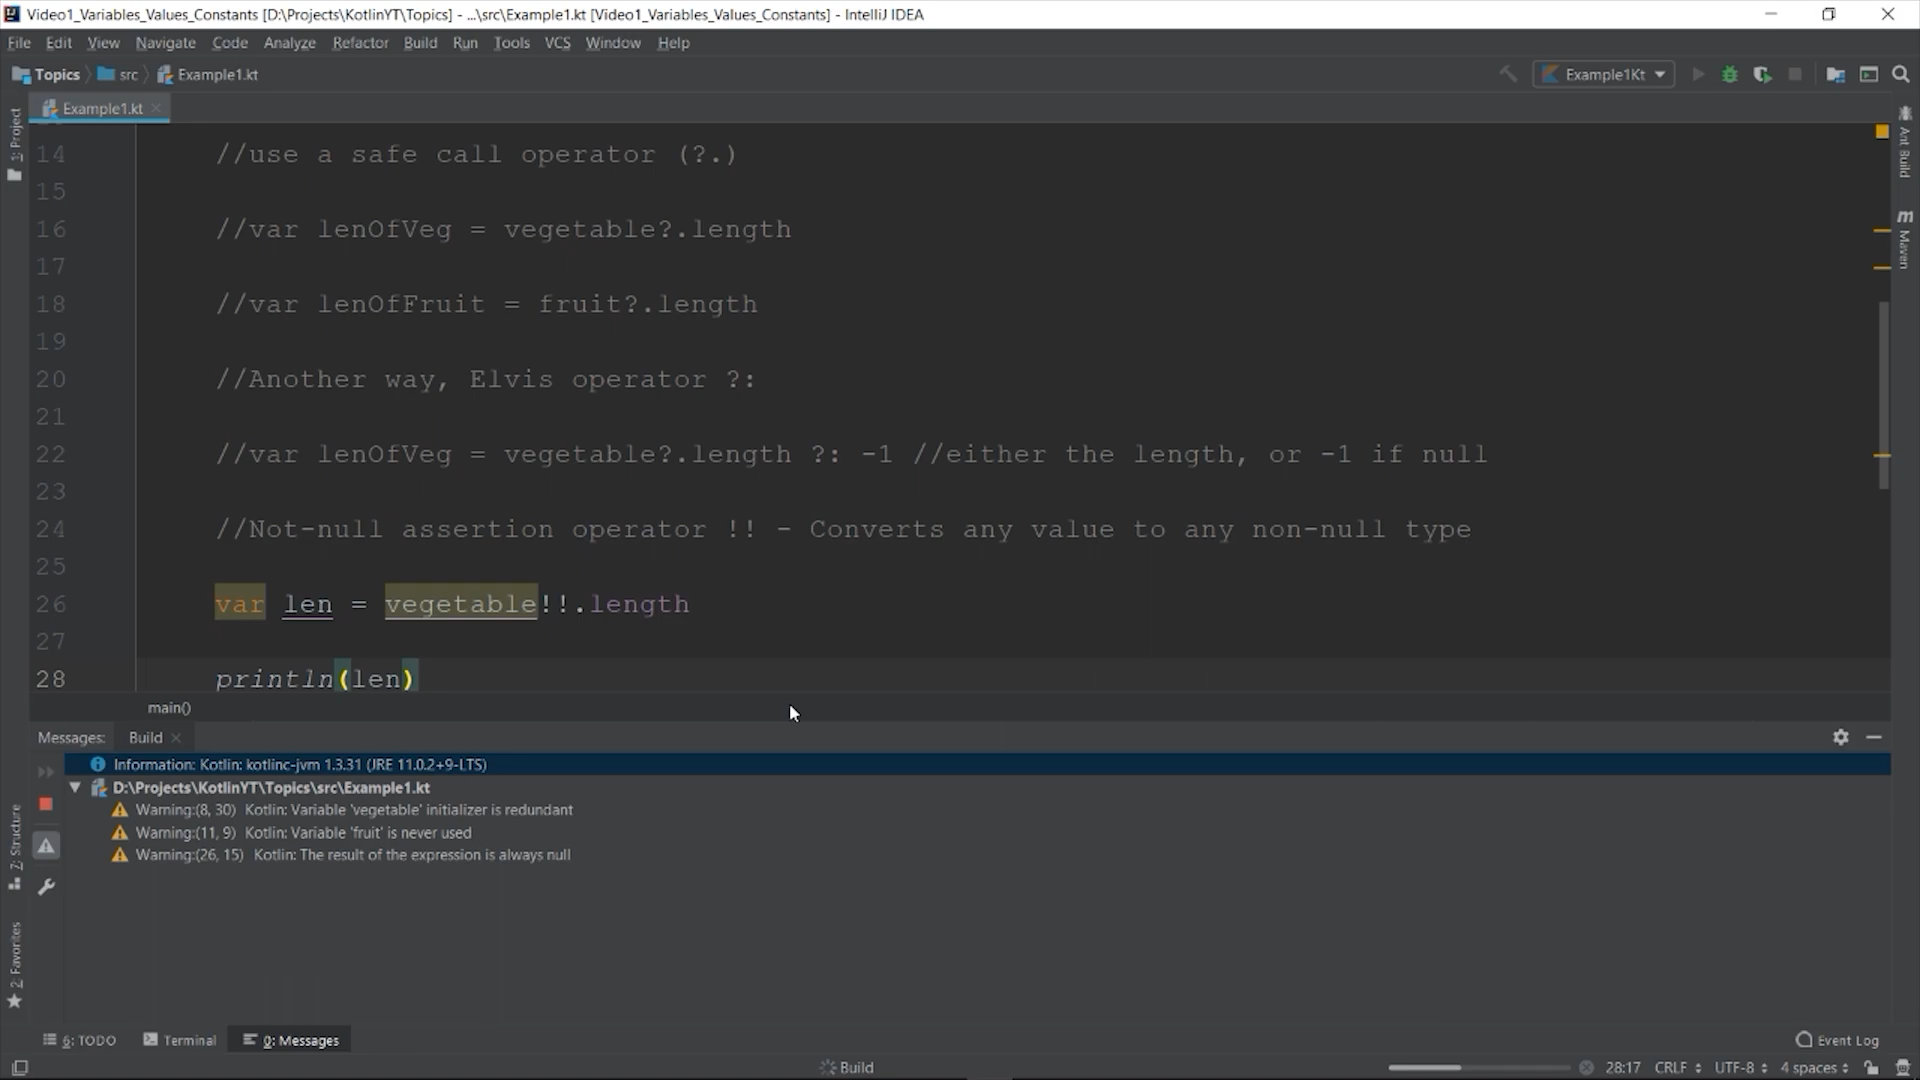 Video1_Variables_Values_Constants [D:\Projects\KotlinYT\Topics] - ...\src\Example1.kt [Video1_Variables_Values_Constants] - IntelliJ IDEA
File Edit View Navigate Code Analyze Refactor Build Run Tools VCS Window Help
Topics src Example1.kt Example1Kt
Example1.kt
1: Project
Ant Build
Maven
14 //use a safe call operator (?.)
15
16 //var lenOfVeg = vegetable?.length
17
18 //var lenOfFruit = fruit?.length
19
20 //Another way, Elvis operator ?:
21
22 //var lenOfVeg = vegetable?.length ?: -1 //either the length, or -1 if null
23
24 //Not-null assertion operator !! - Converts any value to any non-null type
25
26 var len = vegetable!!.length
27
28 println(len)
main()
Messages: Build
Information: Kotlin: kotlinc-jvm 1.3.31 (JRE 11.0.2+9-LTS)
D:\Projects\KotlinYT\Topics\src\Example1.kt
Warning:(8, 30) Kotlin: Variable 'vegetable' initializer is redundant
Warning:(11, 9) Kotlin: Variable 'fruit' is never used
Warning:(26, 15) Kotlin: The result of the expression is always null
Z: Structure
2: Favorites
6: TODO Terminal 0: Messages Event Log
Build 28:17 CRLF UTF-8 4 spaces